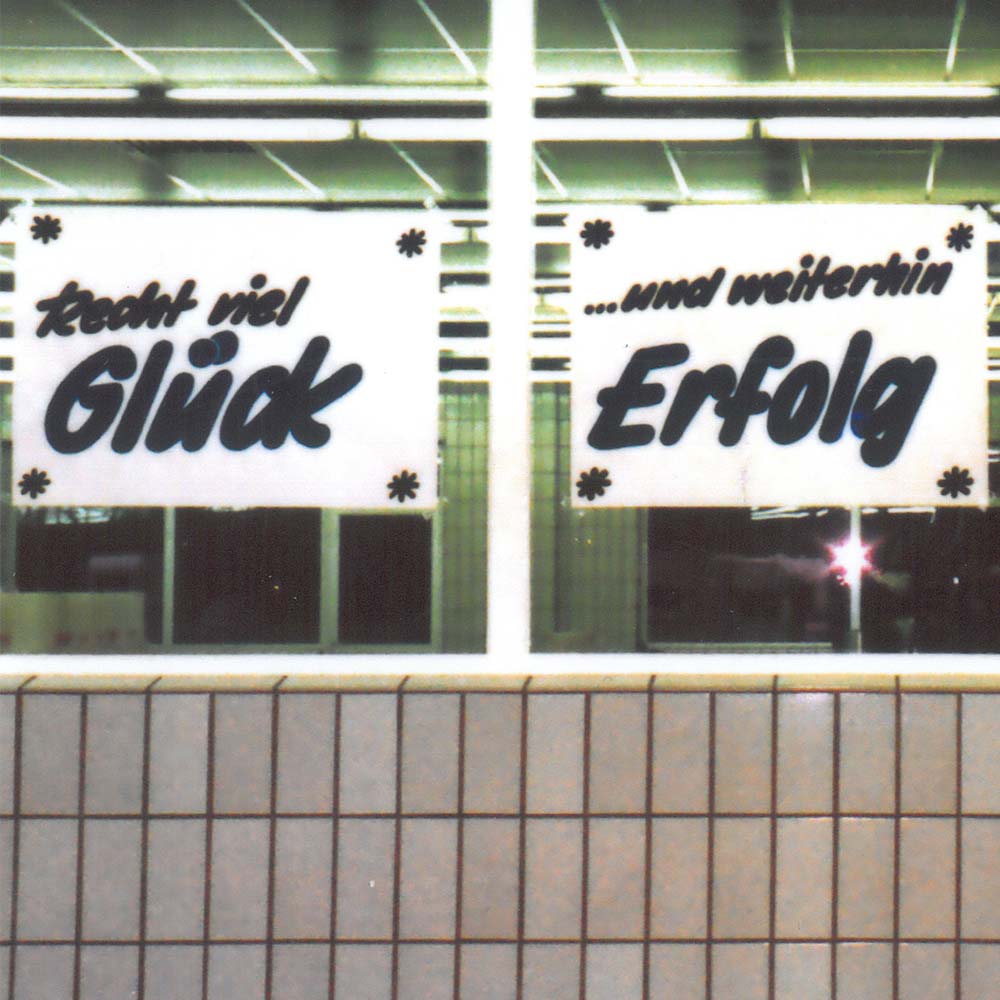 Recht viel
Glück
...und weiterhin
Erfolg